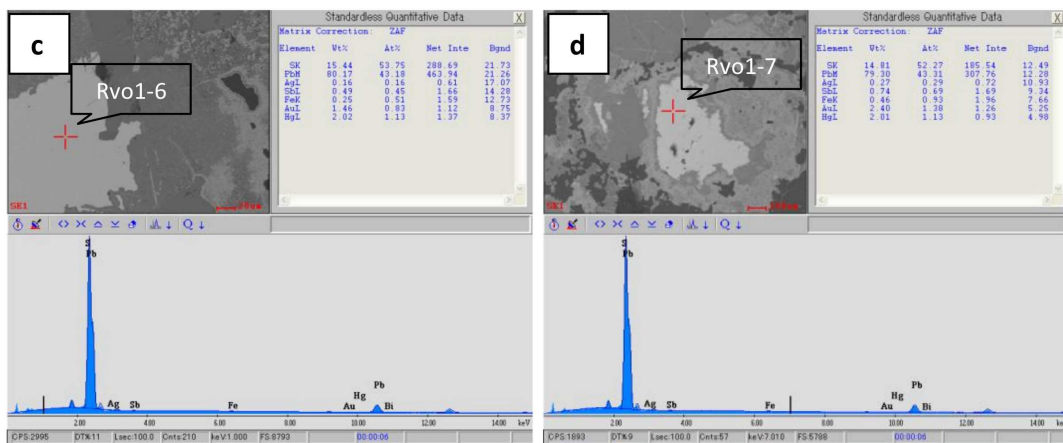 c
Rvo1-6
SE1
Standardless Quantitative Data X
Matrix Correction: ZAF
Element Wt% At% Net Inte Bgnd
SK 15.44 53.75 288.69 21.73
PbM 80.17 43.18 463.94 21.26
AgL 0.16 0.16 0.61 17.07
SbL 0.49 0.45 1.66 14.28
FeK 0.25 0.51 1.59 12.73
AuL 1.46 0.83 1.12 8.75
HgL 2.02 1.13 1.37 8.37
S
Pb
Ag Sb Fe Au Hg Pb Bi
2.00 4.00 6.00 8.00 10.00 12.00 14.00 keV
CPS:2995 DT%:11 Lsec:100.0 Cnts:210 keV:1.000 FS:8793 00:00:06
d
Rvo1-7
SE1
Standardless Quantitative Data X
Matrix Correction: ZAF
Element Wt% At% Net Inte Bgnd
SK 14.81 52.27 185.54 12.49
PbM 79.30 43.31 307.76 12.28
AgL 0.27 0.29 0.72 10.93
SbL 0.74 0.69 1.69 9.34
FeK 0.46 0.93 1.96 7.66
AuL 2.40 1.38 1.26 5.25
HgL 2.01 1.13 0.93 4.98
S
Pb
Ag Sb Fe Au Hg Pb Bi
2.00 4.00 6.00 8.00 10.00 12.00 14.00
CPS:1893 DT%:9 Lsec:100.0 Cnts:57 keV:7.010 FS:5788 00:00:06